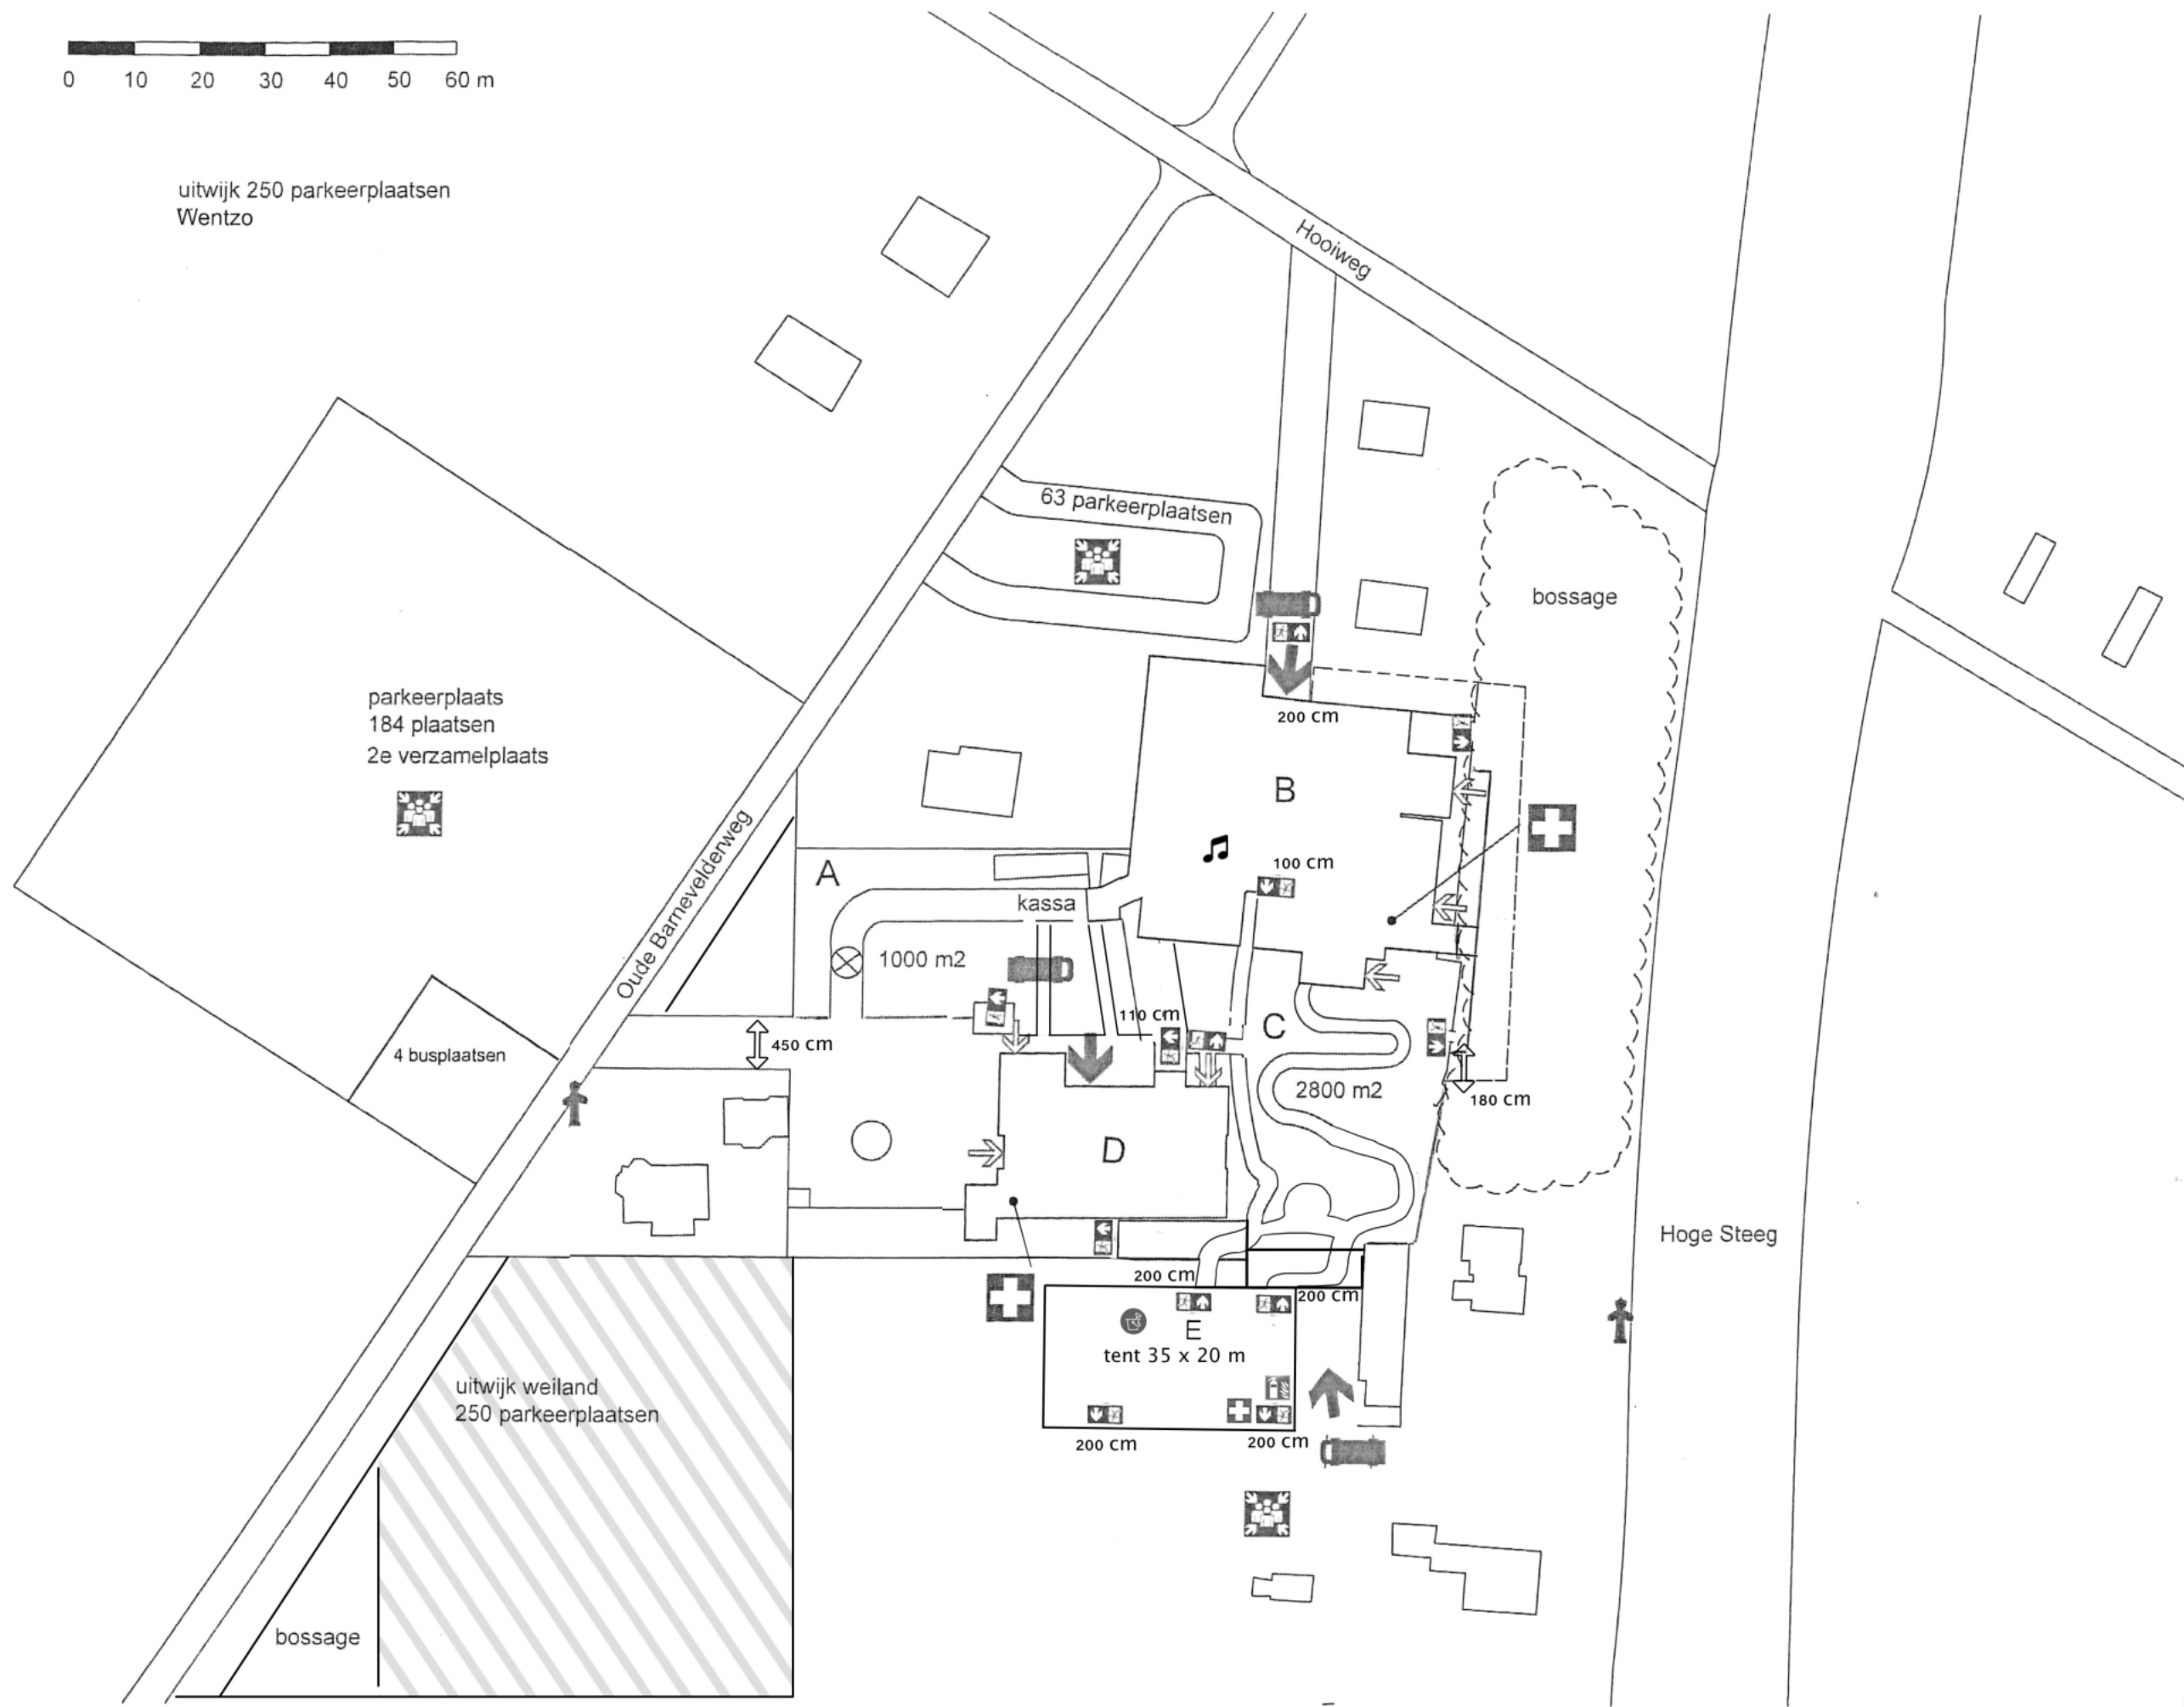 0 10 20 30 40 50 60 m
uitwijk 250 parkeerplaatsen
Wentzo
Hooiweg
63 parkeerplaatsen
bossage
parkeerplaats
184 plaatsen
2e verzamelplaats
200 cm
B
Oude Barnevelderweg
A
100 cm
kassa
1000 m2
110 cm
C
450 cm
4 busplaatsen
2800 m2
180 cm
D
Hoge Steeg
200 cm
200 cm
E
tent 35 x 20 m
uitwijk weiland
250 parkeerplaatsen
200 cm
200 cm
bossage